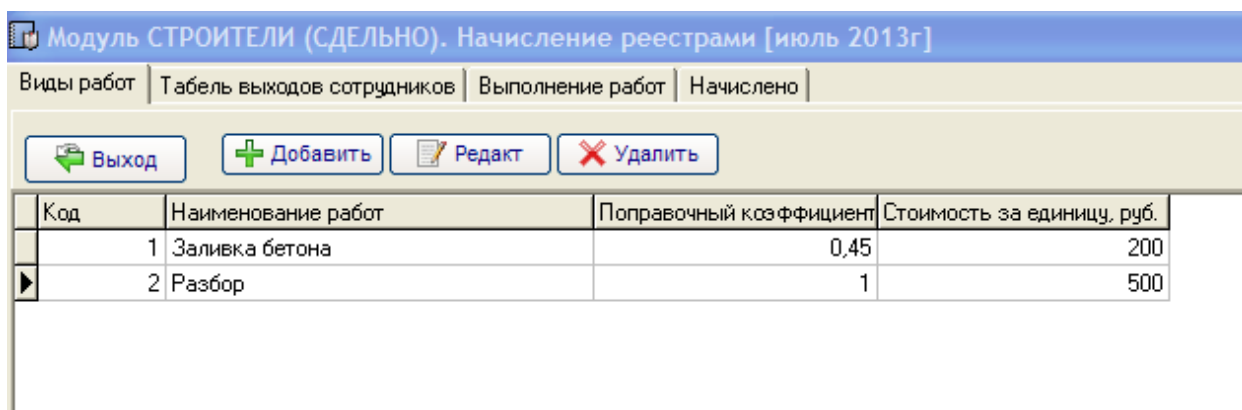 Модуль СТРОИТЕЛИ (СДЕЛЬНО). Начисление реестрами [июль 2013г]
Виды работ Табель выходов сотрудников Выполнение работ Начислено
Выход Добавить Редакт Удалить
Код Наименование работ Поправочный коэффициент Стоимость за единицу, руб.
1 Заливка бетона 0,45 200
2 Разбор 1 500